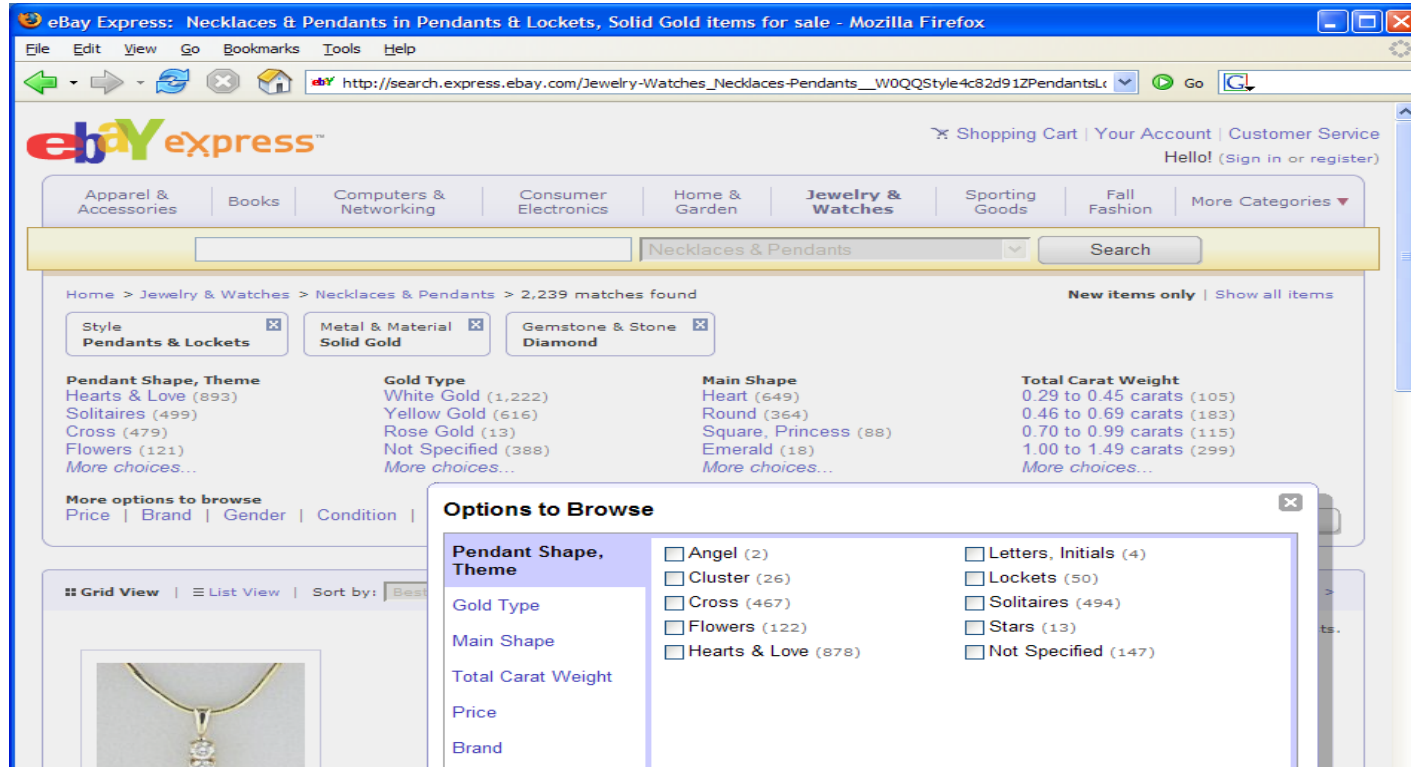 eBay Express: Necklaces & Pendants in Pendants & Lockets, Solid Gold items for sale - Mozilla Firefox
File Edit View Go Bookmarks Tools Help
http://search.express.ebay.com/Jewelry-Watches_Necklaces-Pendants__W0QQStyle4c82d91ZPendantsLc Go G
ebY express™
Shopping Cart | Your Account | Customer Service
Hello! (Sign in or register)
Apparel & Accessories | Books | Computers & Networking | Consumer Electronics | Home & Garden | Jewelry & Watches | Sporting Goods | Fall Fashion | More Categories
Necklaces & Pendants Search
Home > Jewelry & Watches > Necklaces & Pendants > 2,239 matches found
New items only | Show all items
Style
Pendants & Lockets
Metal & Material
Solid Gold
Gemstone & Stone
Diamond
Pendant Shape, Theme
Hearts & Love (893)
Solitaires (499)
Cross (479)
Flowers (121)
More choices...
Gold Type
White Gold (1,222)
Yellow Gold (616)
Rose Gold (13)
Not Specified (388)
More choices...
Main Shape
Heart (649)
Round (364)
Square, Princess (88)
Emerald (18)
More choices...
Total Carat Weight
0.29 to 0.45 carats (105)
0.46 to 0.69 carats (183)
0.70 to 0.99 carats (115)
1.00 to 1.49 carats (299)
More choices...
More options to browse
Price | Brand | Gender | Condition |
Grid View | List View | Sort by: Best
>
ts.
Options to Browse
Pendant Shape, Theme
Gold Type
Main Shape
Total Carat Weight
Price
Brand
Angel (2)
Cluster (26)
Cross (467)
Flowers (122)
Hearts & Love (878)
Letters, Initials (4)
Lockets (50)
Solitaires (494)
Stars (13)
Not Specified (147)